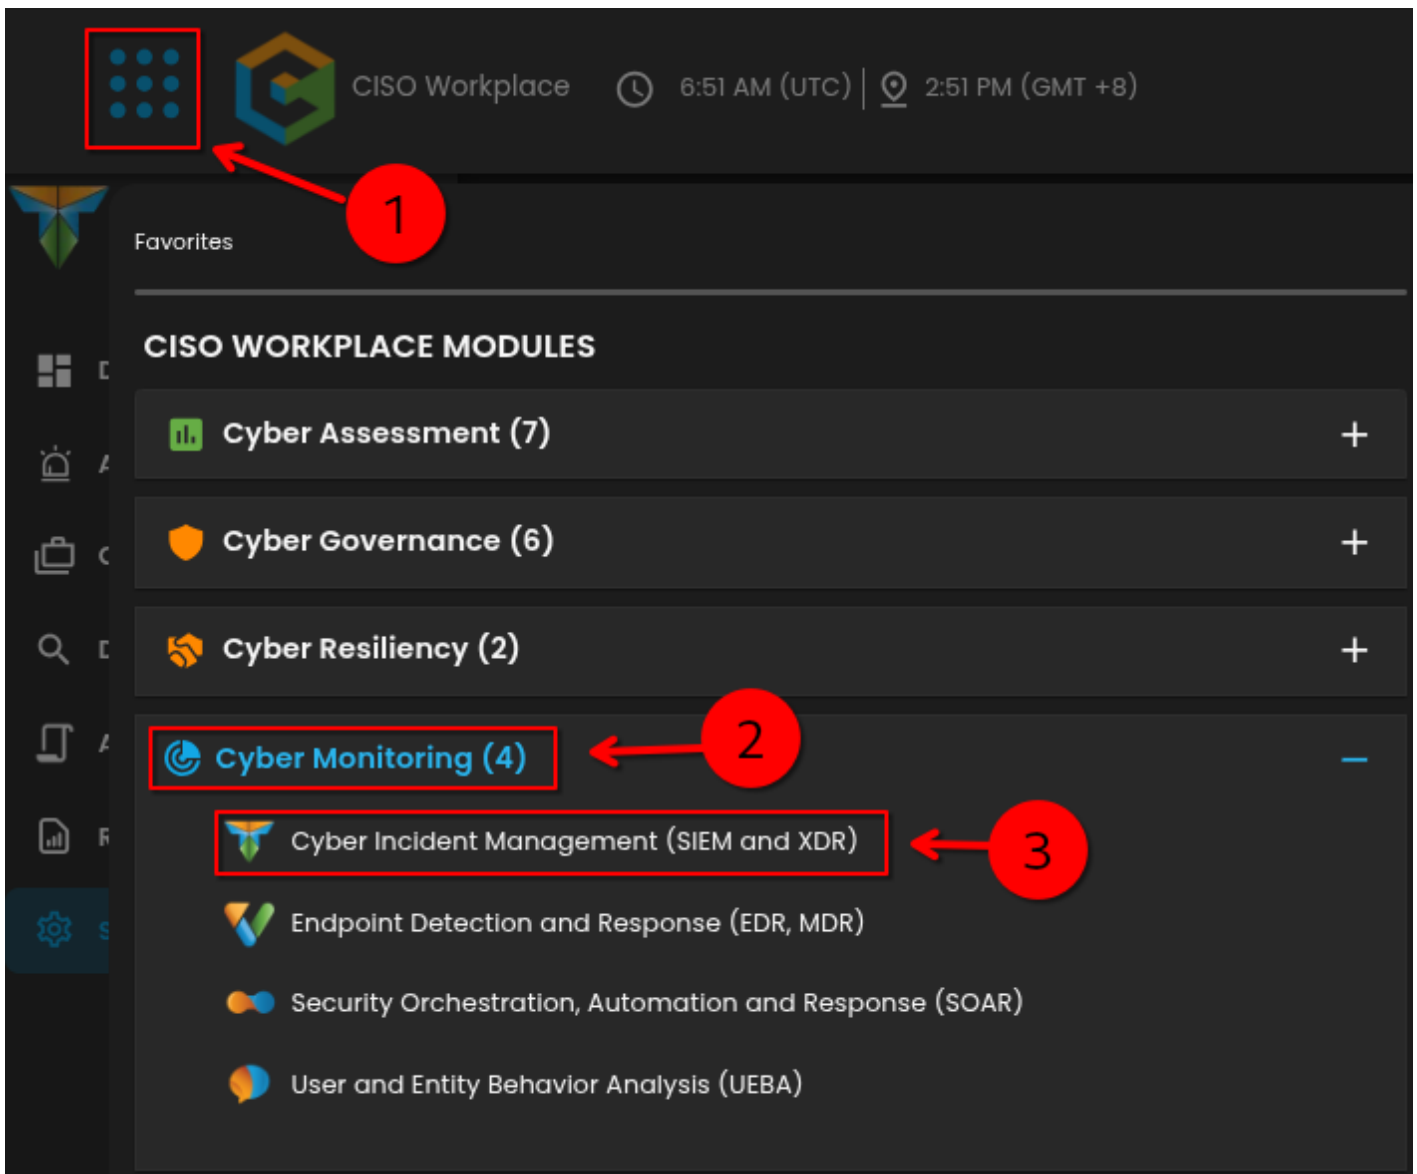 CISO Workplace 6:51 AM (UTC) | 2:51 PM (GMT +8)
1
Favorites
CISO WORKPLACE MODULES
D
Cyber Assessment (7) +
A
Cyber Governance (6) +
C
Cyber Resiliency (2) +
D
2
Cyber Monitoring (4) −
A
Cyber Incident Management (SIEM and XDR)
3
R
Endpoint Detection and Response (EDR, MDR)
S
Security Orchestration, Automation and Response (SOAR)
User and Entity Behavior Analysis (UEBA)